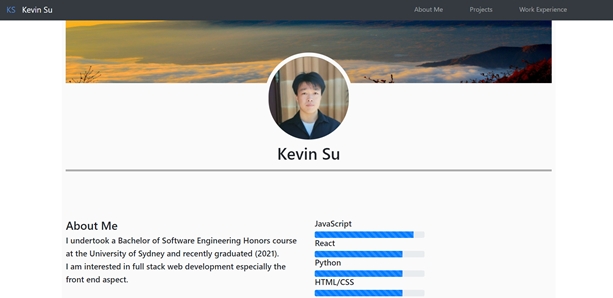 KS Kevin Su About Me Projects Work Experience
Kevin Su
About Me
I undertook a Bachelor of Software Engineering Honors course
at the University of Sydney and recently graduated (2021).
I am interested in full stack web development especially the
front end aspect.
JavaScript
React
Python
HTML/CSS